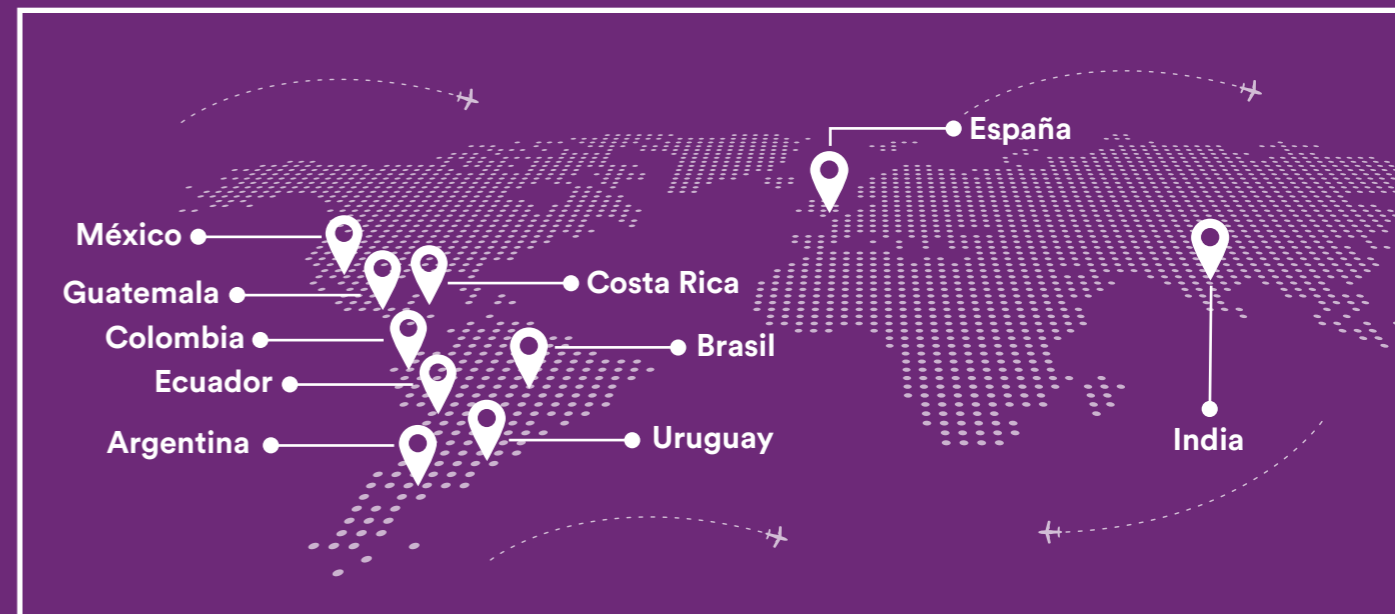 España
México
Costa Rica
Guatemala
Colombia
Brasil
Ecuador
Argentina
Uruguay
India